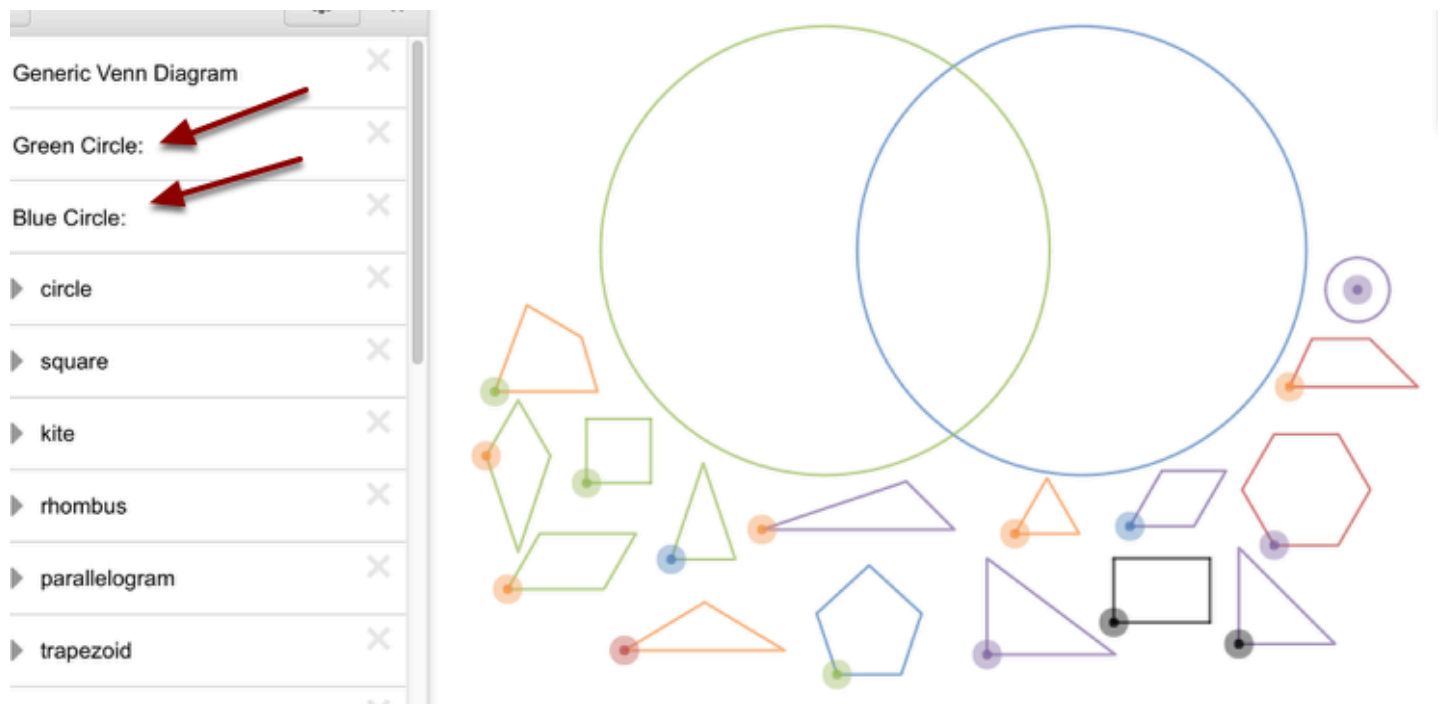 Generic Venn Diagram
Green Circle:
Blue Circle:
circle
square
kite
rhombus
parallelogram
trapezoid